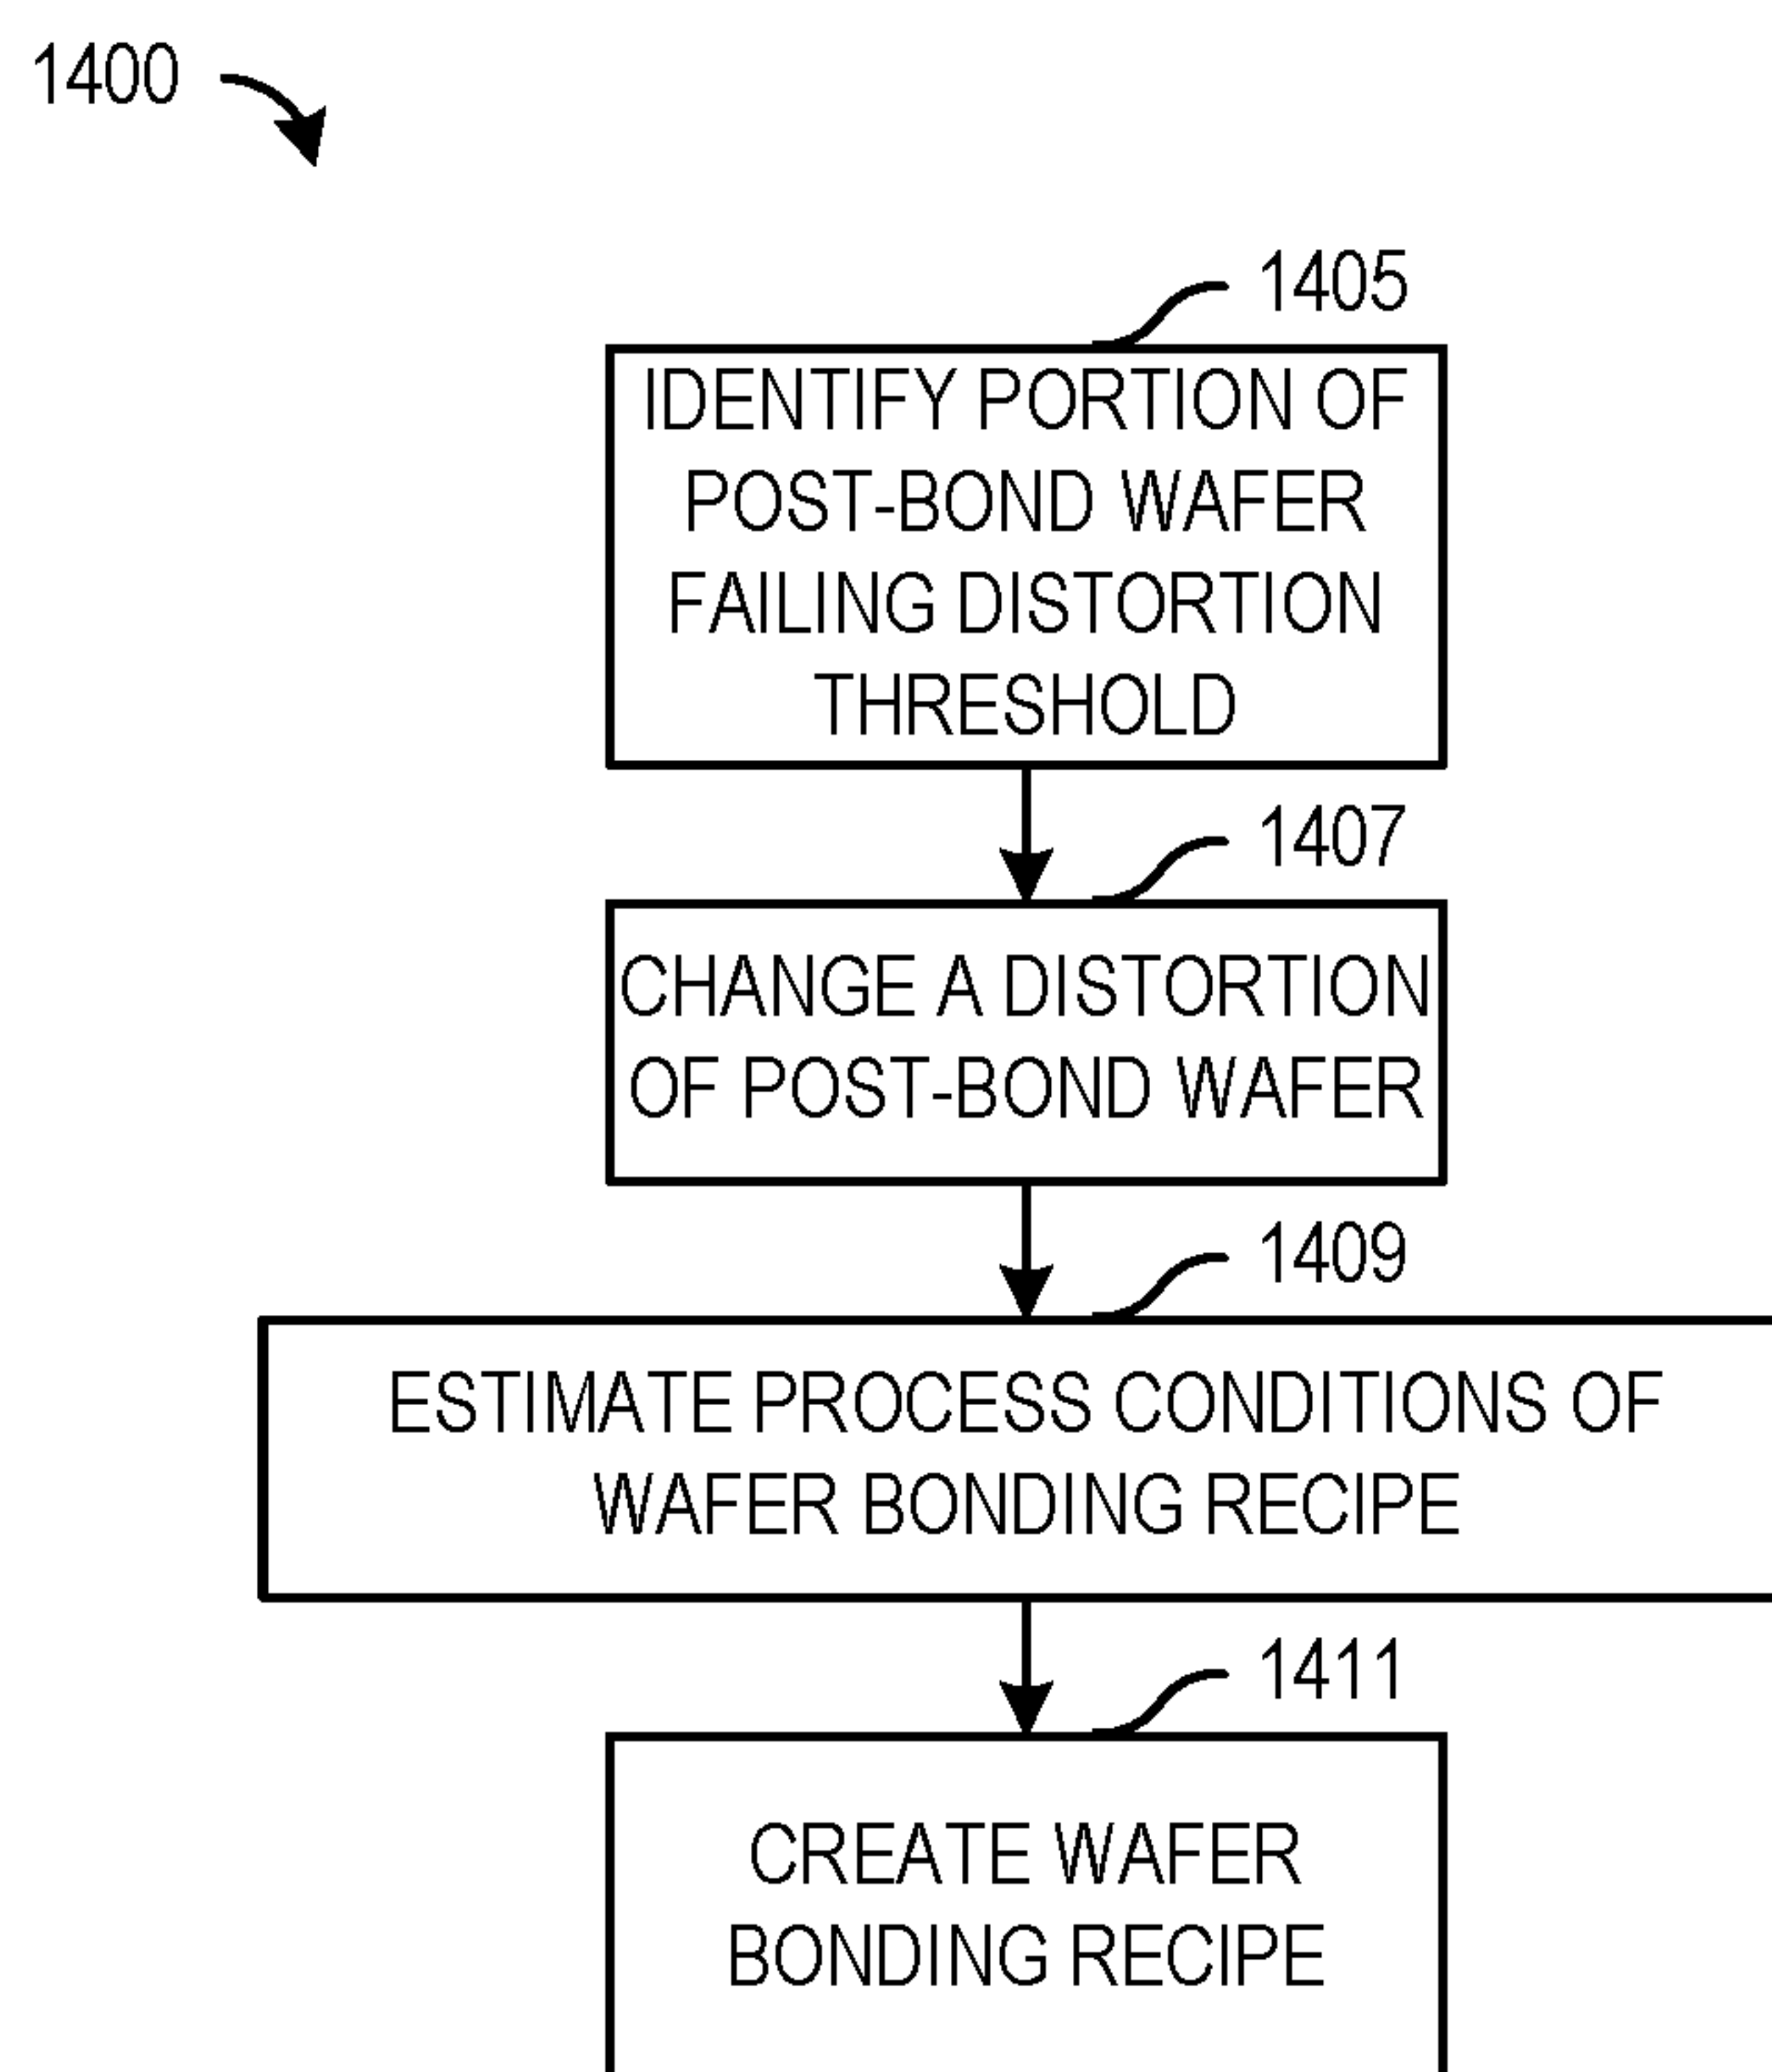 1400
1405
IDENTIFY PORTION OF
POST-BOND WAFER
FAILING DISTORTION
THRESHOLD
1407
CHANGE A DISTORTION
OF POST-BOND WAFER
1409
ESTIMATE PROCESS CONDITIONS OF
WAFER BONDING RECIPE
1411
CREATE WAFER
BONDING RECIPE